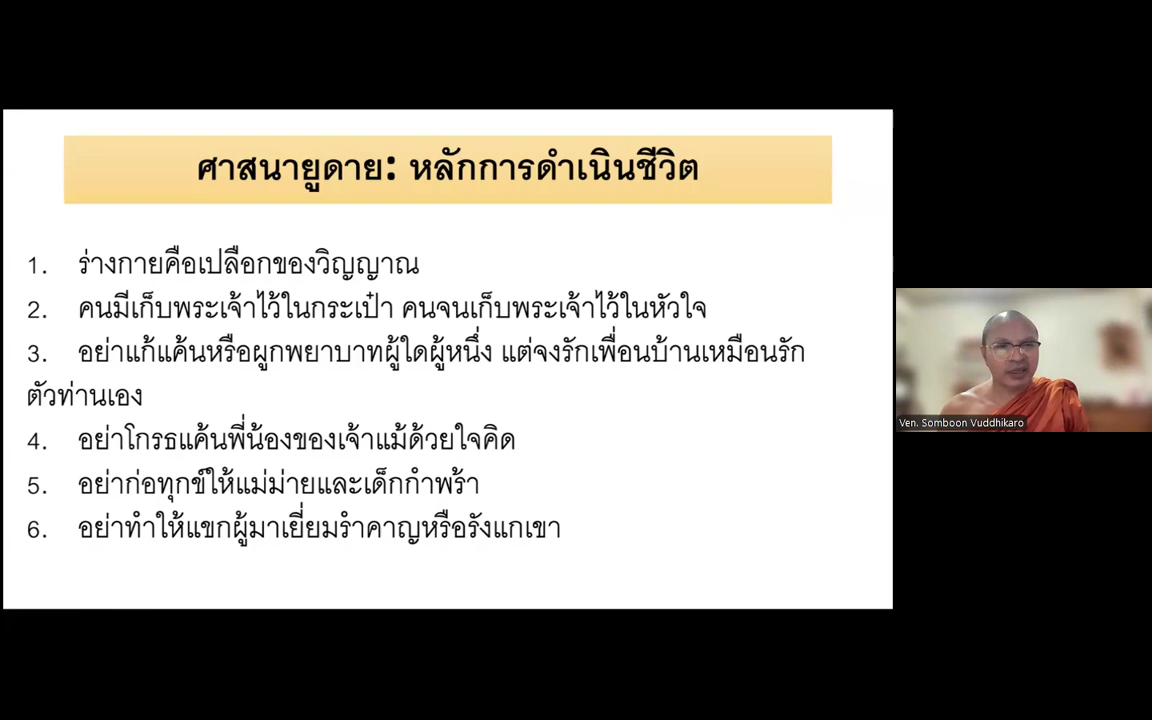 ศาสนายูดาย: หลักการดำเนินชีวิต
1. ร่างกายคือเปลือกของวิญญาณ
2. คนมีเก็บพระเจ้าไว้ในกระเป๋า คนจนเก็บพระเจ้าไว้ในหัวใจ
3. อย่าแก้แค้นหรือผูกพยาบาทผู้ใดผู้หนึ่ง แต่จงรักเพื่อนบ้านเหมือนรัก
ตัวท่านเอง
4. อย่าโกรธแค้นพี่น้องของเจ้าแม้ด้วยใจคิด
5. อย่าก่อทุกข์ให้แม่ม่ายและเด็กกำพร้า
6. อย่าทำให้แขกผู้มาเยี่ยมรำคาญหรือรังแกเขา
Ven. Somboon Vuddhikaro